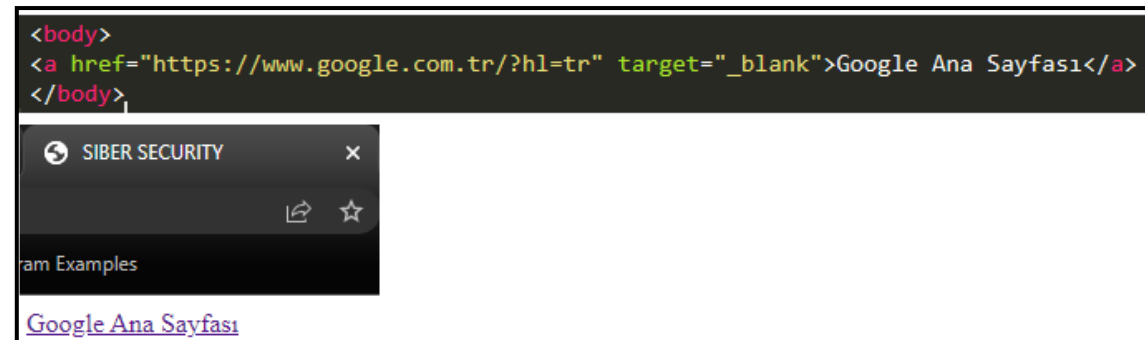 <body>
<a href="https://www.google.com.tr/?hl=tr" target="_blank">Google Ana Sayfası</a>
</body>
SIBER SECURITY
Examples
Google Ana Sayfası